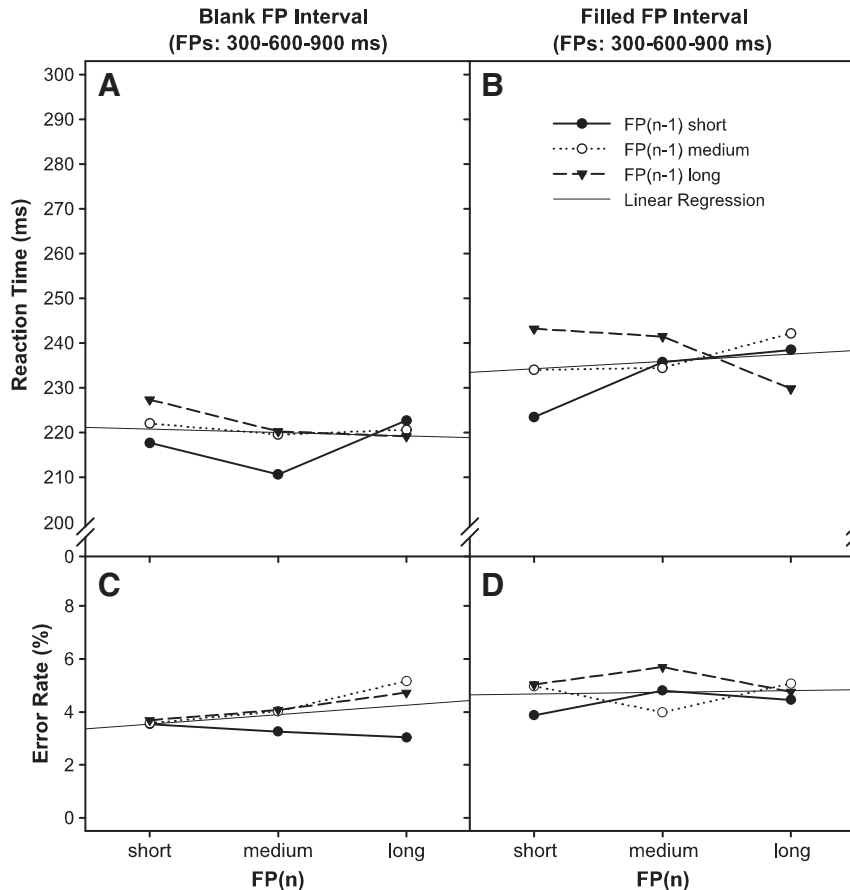 Blank FP Interval
(FPs: 300-600-900 ms)
Filled FP Interval
(FPs: 300-600-900 ms)
A
B
Reaction Time (ms)
300
290
280
270
260
250
240
230
220
210
200
0
FP(n-1) short
FP(n-1) medium
FP(n-1) long
Linear Regression
C
D
Error Rate (%)
8
6
4
2
0
short
medium
long
short
medium
long
FP(n)
FP(n)